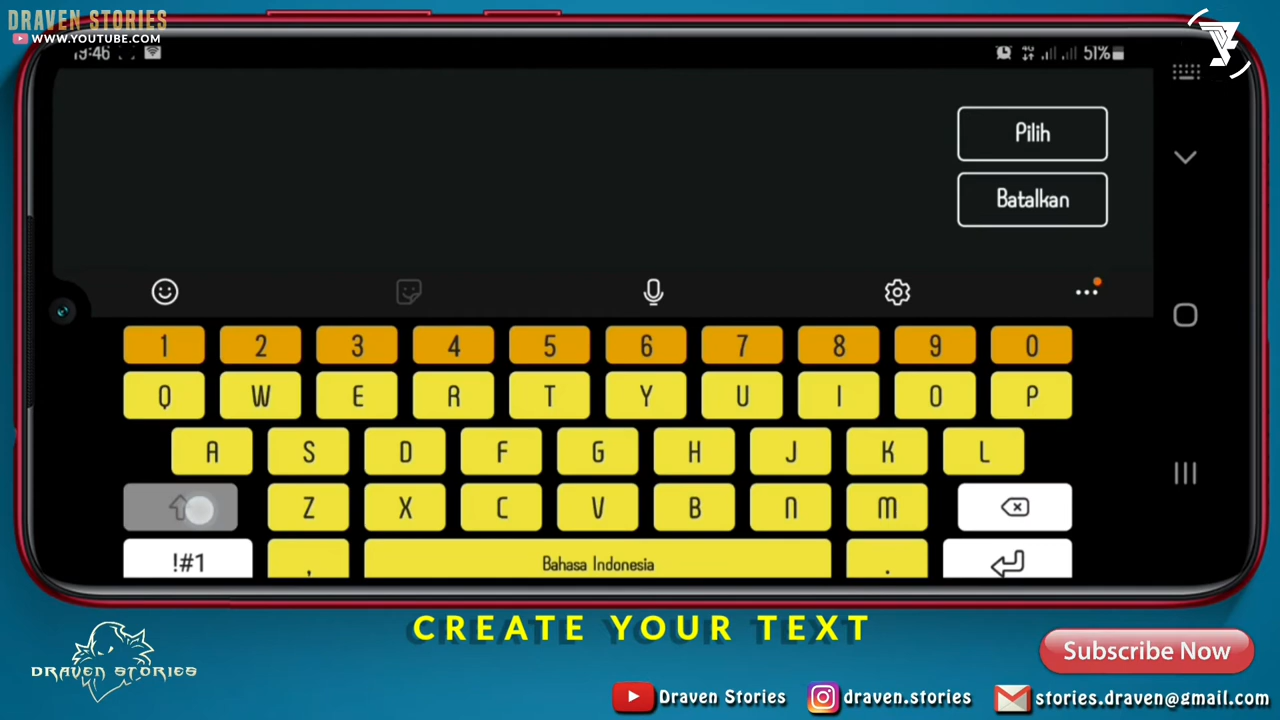 DRAVEN STORIES
WWW.YOUTUBE.COM
19:46
4G
51%
Pilih
Batalkan
1 2 3 4 5 6 7 8 9 0
Q W E R T Y U I O P
A S D F G H J K L
Z X C V B N M
!#1 , Bahasa Indonesia .
CREATE YOUR TEXT
DRAVEN STORIES
Subscribe Now
Draven Stories draven.stories stories.draven@gmail.com